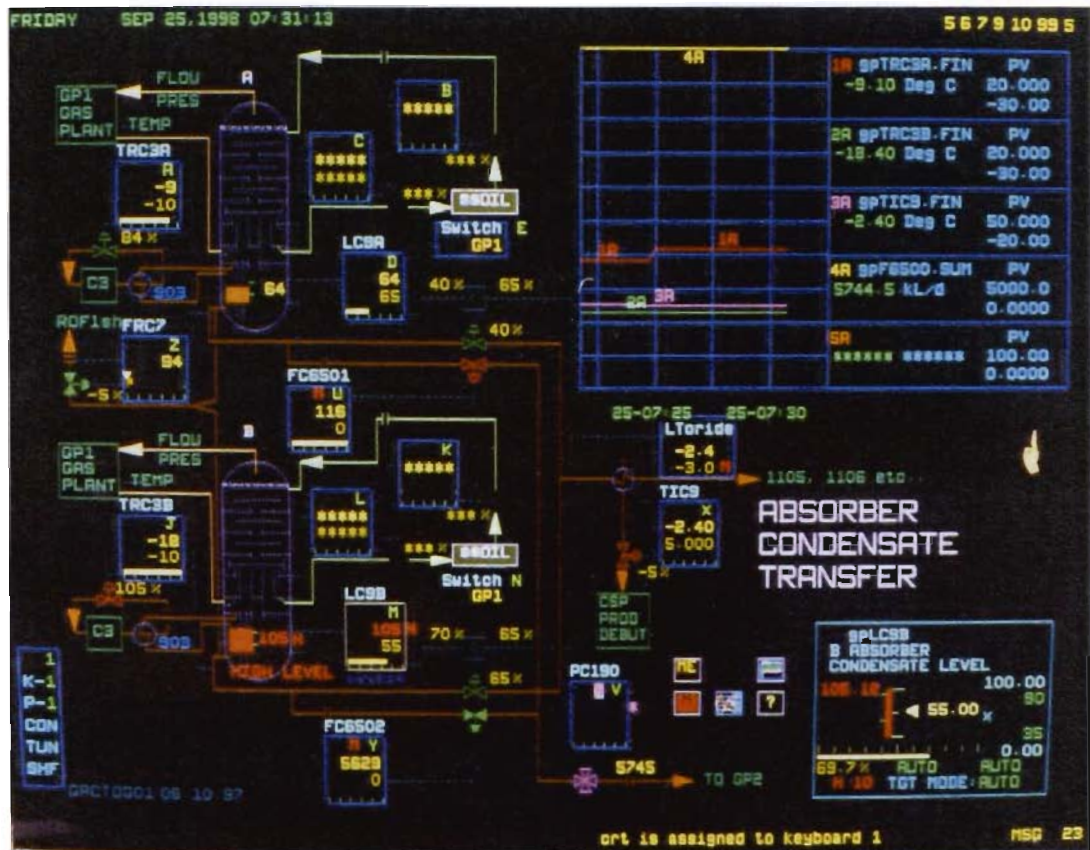 FRIDAY SEP 25,1998 07:31:13
5 6 7 9 10 99 5
GP1
GAS
PLANT
FLOW
PRES
TEMP
A
TRC3A
A
-9
-10
84%
C3
903
64
C
*****
*****
B
*****
***%
***%
Switch E
GP1
LC9A
D
64
65
40% 65%
40%
FRC7
Z
94
-5%
FC6501
M U
116
0
GP1
GAS
PLANT
FLOW
PRES
TEMP
B
TRC3B
J
-18
-10
105%
C3
903
105 H
HIGH LEVEL
L
*****
*****
K
*****
***%
***%
Switch N
GP1
LC9B
M
105 H
55
70% 65%
65%
FC6502
M Y
5629
0
1
K-1
P-1
CON
TUN
SHF
4A
1A
1A
2A
3A
1A gpTRC3A.FIN PV
-9.10 Deg C 20.000
-30.00
2A gpTRC3B.FIN PV
-18.40 Deg C 20.000
-30.00
3A gpTIC9.FIN PV
-2.40 Deg C 50.000
-20.00
4A gpF6500.SUM PV
5744.5 kL/d 5000.0
0.0000
5A PV
****** ****** 100.00
0.0000
25-07:25 25-07:30
LToride
-2.4
-3.0 M
1105, 1106 etc..
TIC9
X
-2.40
5.000
-5%
CSP
PROD
DEBUT
ABSORBER
CONDENSATE
TRANSFER
PC190
V
ME
?
5745
TO GP2
gpLC9B
B ABSORBER
CONDENSATE LEVEL
105.12
100.00
90
55.00 %
35
0.00
69.7% AUTO AUTO
TGT MODE:AUTO
crt is assigned to keyboard 1
MSG 23